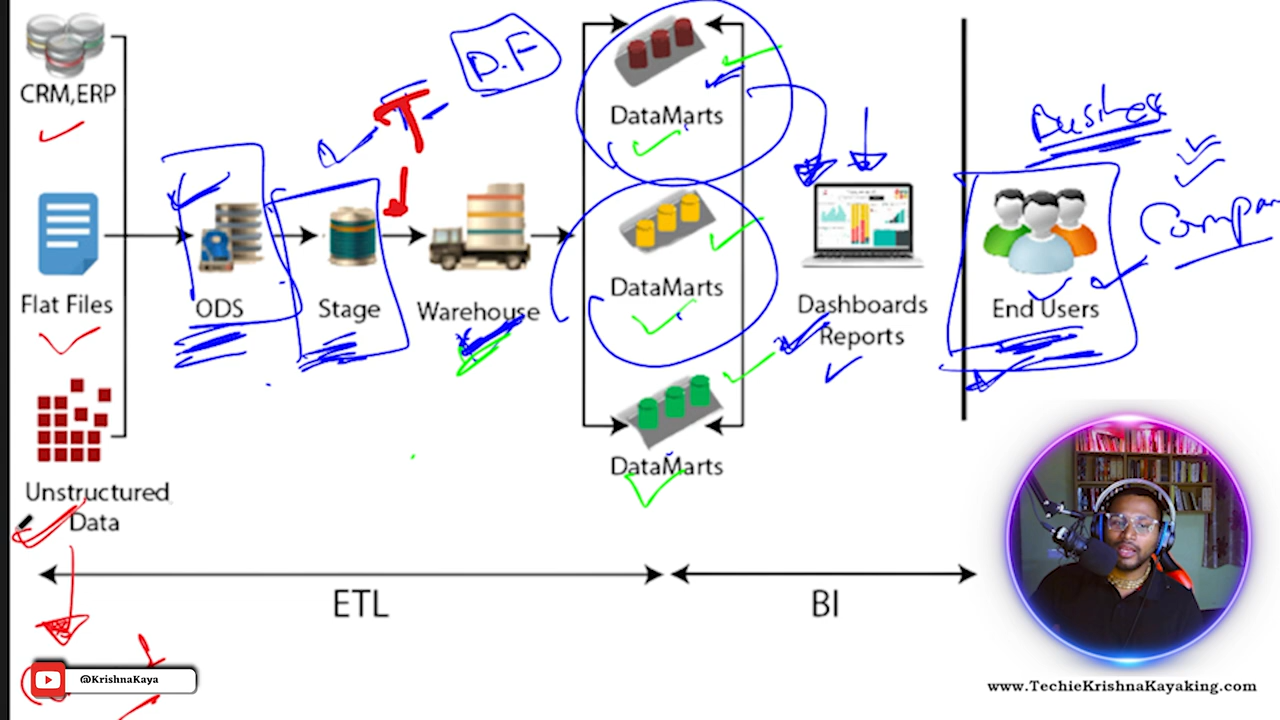 D.F
CRM,ERP
DataMarts
Business
T
Compan
Flat Files
ODS
Stage
Warehouse
DataMarts
Dashboards
Reports
End Users
Unstructured
Data
DataMarts
ETL
BI
@KrishnaKaya
www.TechieKrishnaKayaking.com